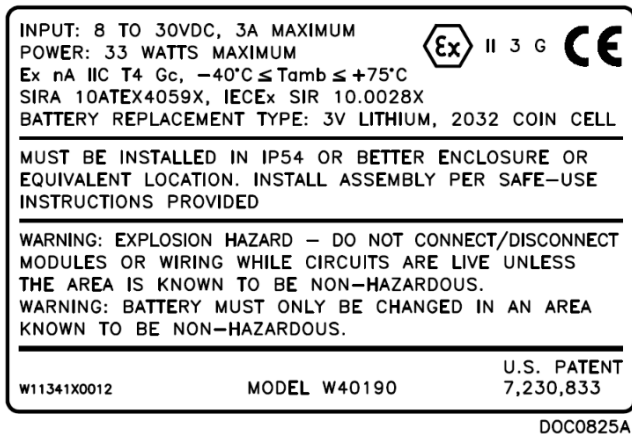 INPUT: 8 TO 30VDC, 3A MAXIMUM
POWER: 33 WATTS MAXIMUM
Ex nA IIC T4 Gc, −40°C ≤ Tamb ≤ +75°C
Ex II 3 G CE
SIRA 10ATEX4059X, IECEx SIR 10.0028X
BATTERY REPLACEMENT TYPE: 3V LITHIUM, 2032 COIN CELL
MUST BE INSTALLED IN IP54 OR BETTER ENCLOSURE OR
EQUIVALENT LOCATION. INSTALL ASSEMBLY PER SAFE−USE
INSTRUCTIONS PROVIDED
WARNING: EXPLOSION HAZARD − DO NOT CONNECT/DISCONNECT
MODULES OR WIRING WHILE CIRCUITS ARE LIVE UNLESS
THE AREA IS KNOWN TO BE NON−HAZARDOUS.
WARNING: BATTERY MUST ONLY BE CHANGED IN AN AREA
KNOWN TO BE NON−HAZARDOUS.
W11341X0012 MODEL W40190 U.S. PATENT
7,230,833
DOC0825A